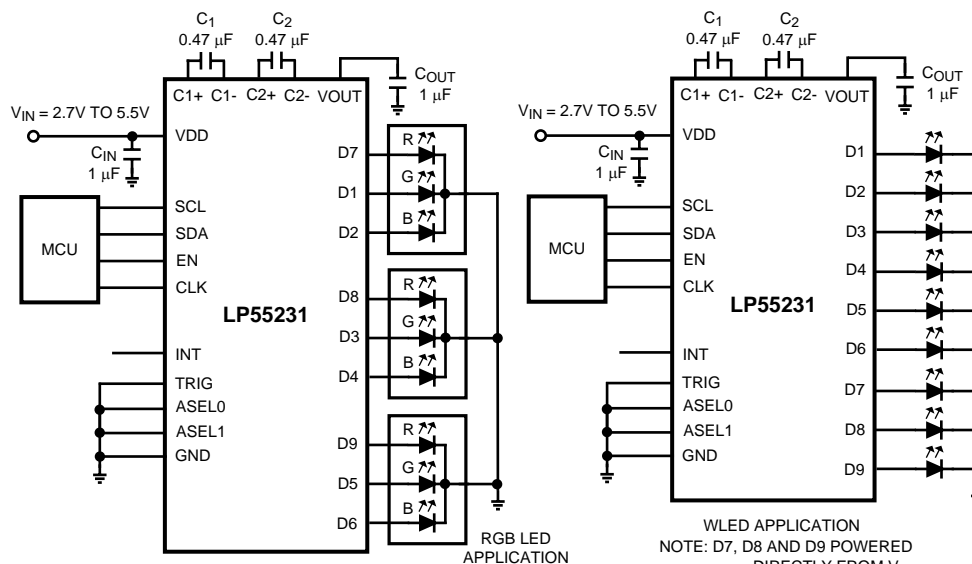 C1 C2
0.47 μF 0.47 μF
COUT
1 μF
C1+ C1- C2+ C2- VOUT
VIN = 2.7V TO 5.5V
VDD
CIN
1 μF
MCU
SCL
SDA
EN
CLK
LP55231
INT
TRIG
ASEL0
ASEL1
GND
D7 R
D1 G
D2 B
D8 R
D3 G
D4 B
D9 R
D5 G
D6 B
RGB LED
APPLICATION
C1 C2
0.47 μF 0.47 μF
COUT
1 μF
C1+ C1- C2+ C2- VOUT
VIN = 2.7V TO 5.5V
VDD
CIN
1 μF
MCU
SCL
SDA
EN
CLK
LP55231
INT
TRIG
ASEL0
ASEL1
GND
D1
D2
D3
D4
D5
D6
D7
D8
D9
WLED APPLICATION
NOTE: D7, D8 AND D9 POWERED
DIRECTLY FROM V